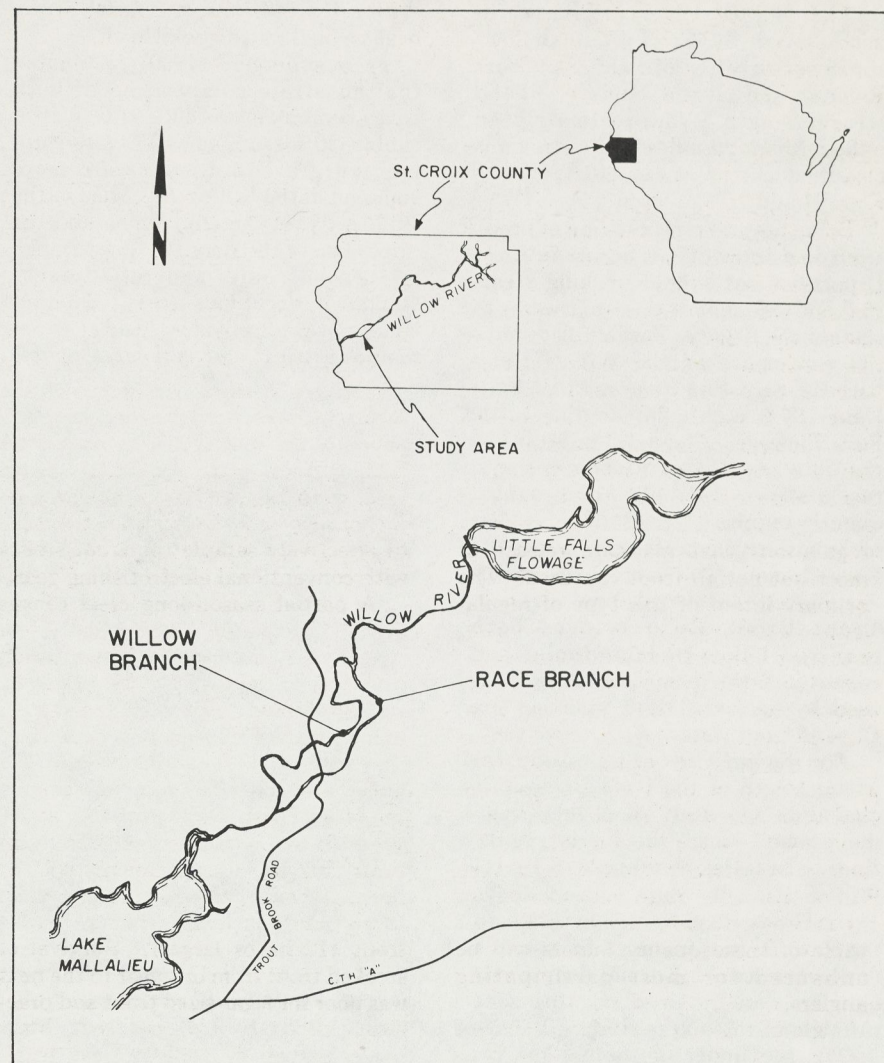 St. CROIX COUNTY
N
WILLOW RIVER
STUDY AREA
LITTLE FALLS
FLOWAGE
WILLOW RIVER
WILLOW
BRANCH
RACE BRANCH
TROUT BROOK ROAD
LAKE
MALLALIEU
C.T.H. "A"